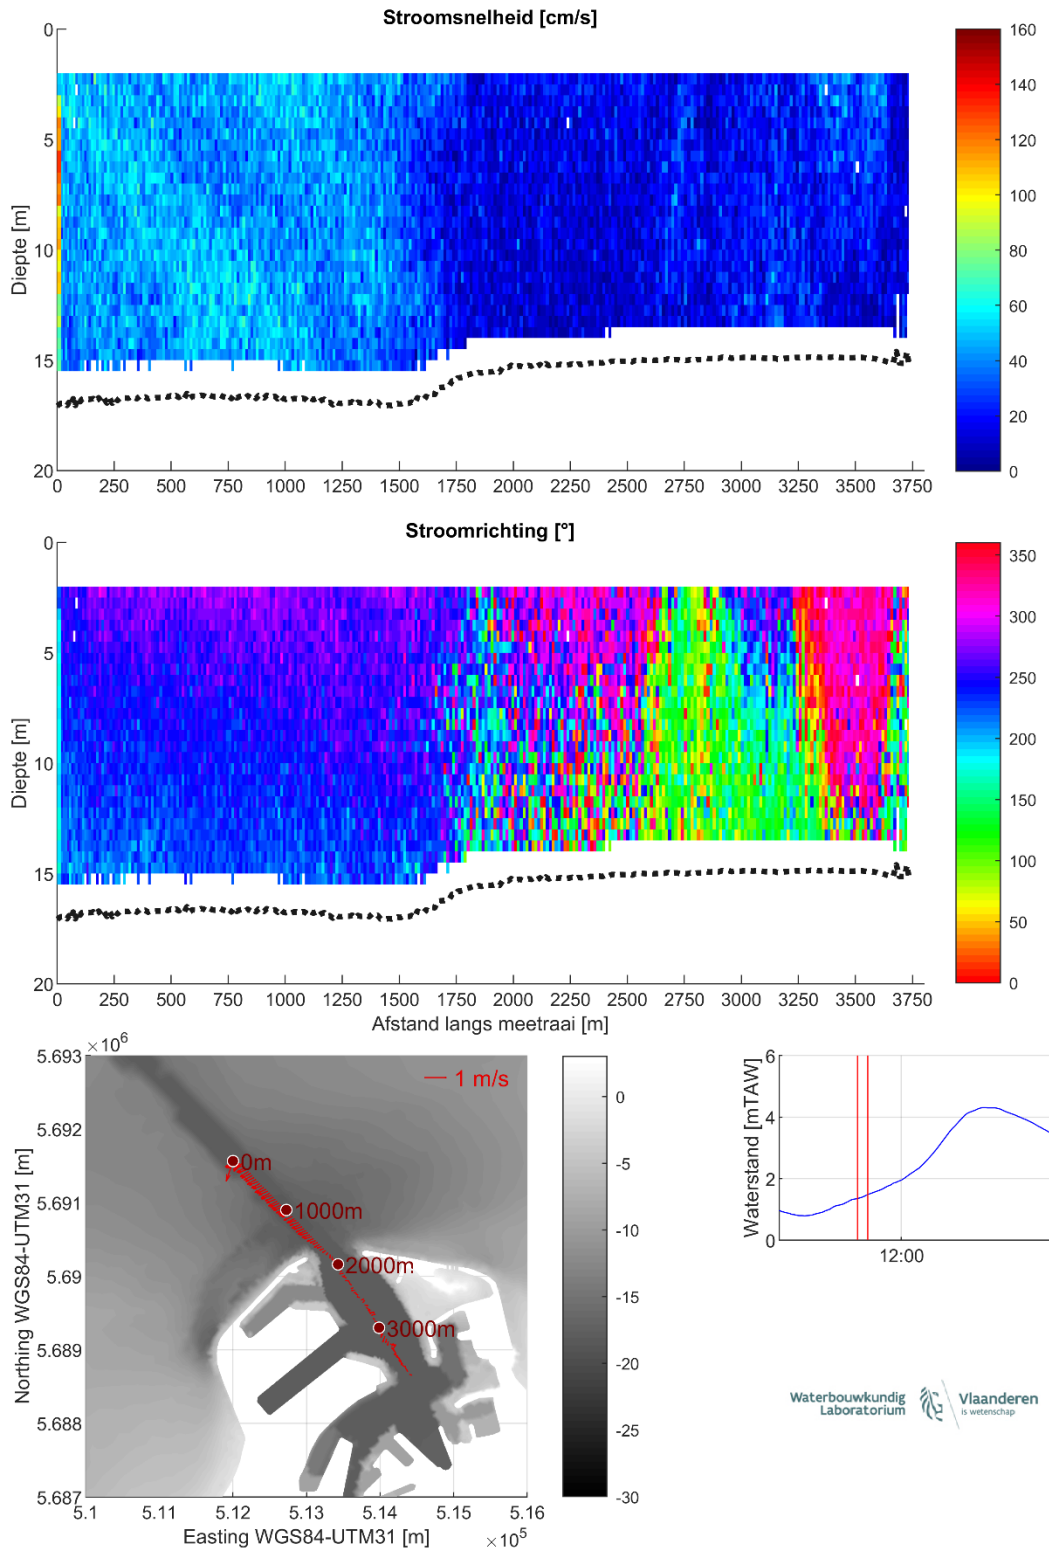 Stroomsnelheid [cm/s]
Diepte [m]
0
5
10
15
20
0 250 500 750 1000 1250 1500 1750 2000 2250 2500 2750 3000 3250 3500 3750
160
140
120
100
80
60
40
20
0
Stroomrichting [°]
Diepte [m]
0
5
10
15
20
0 250 500 750 1000 1250 1500 1750 2000 2250 2500 2750 3000 3250 3500 3750
Afstand langs meetraai [m]
350
300
250
200
150
100
50
0
×10⁶
5.693
5.692
5.691
5.69
5.689
5.688
5.687
Northing WGS84-UTM31 [m]
1 m/s
0m
1000m
2000m
3000m
5.1 5.11 5.12 5.13 5.14 5.15 5.16
Easting WGS84-UTM31 [m]
×10⁵
0
-5
-10
-15
-20
-25
-30
Waterstand [mTAW]
6
4
2
0
12:00
Waterbouwkundig
Laboratorium
Vlaanderen
is wetenschap